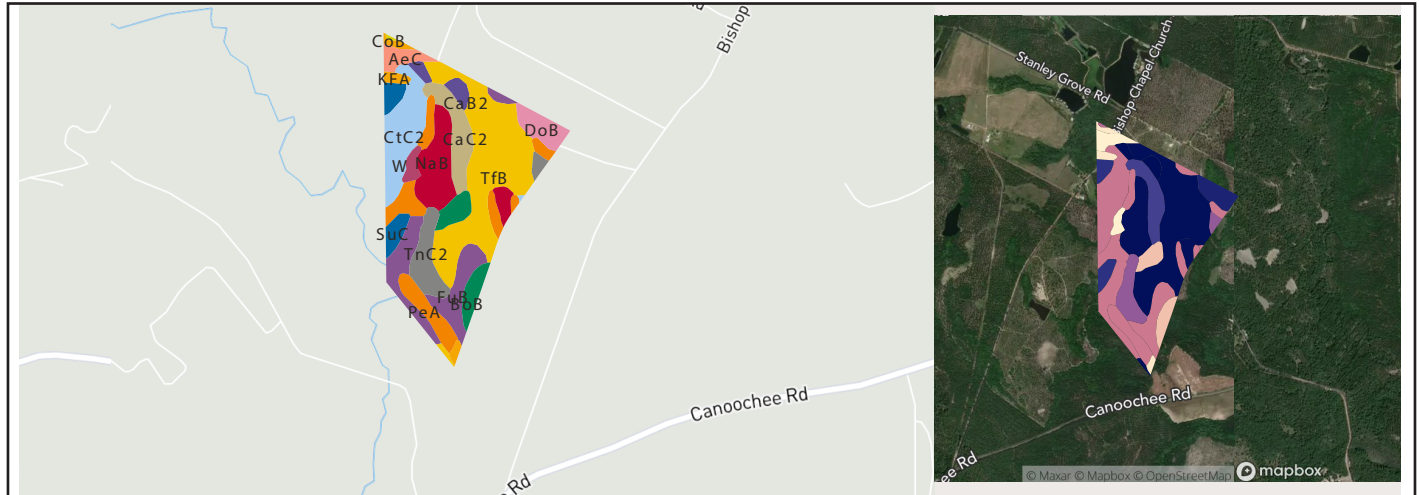 CoB
AeC
KFA
CaB2
CtC2
CaC2
DoB
W
NaB
TfB
SuC
TnC2
FuB
BoB
PeA
Bishop
Canoochee Rd
Rd
Stanley Grove Rd
Bishop Chapel Church
Canoochee Rd
ee Rd
© Maxar © Mapbox © OpenStreetMap
mapbox